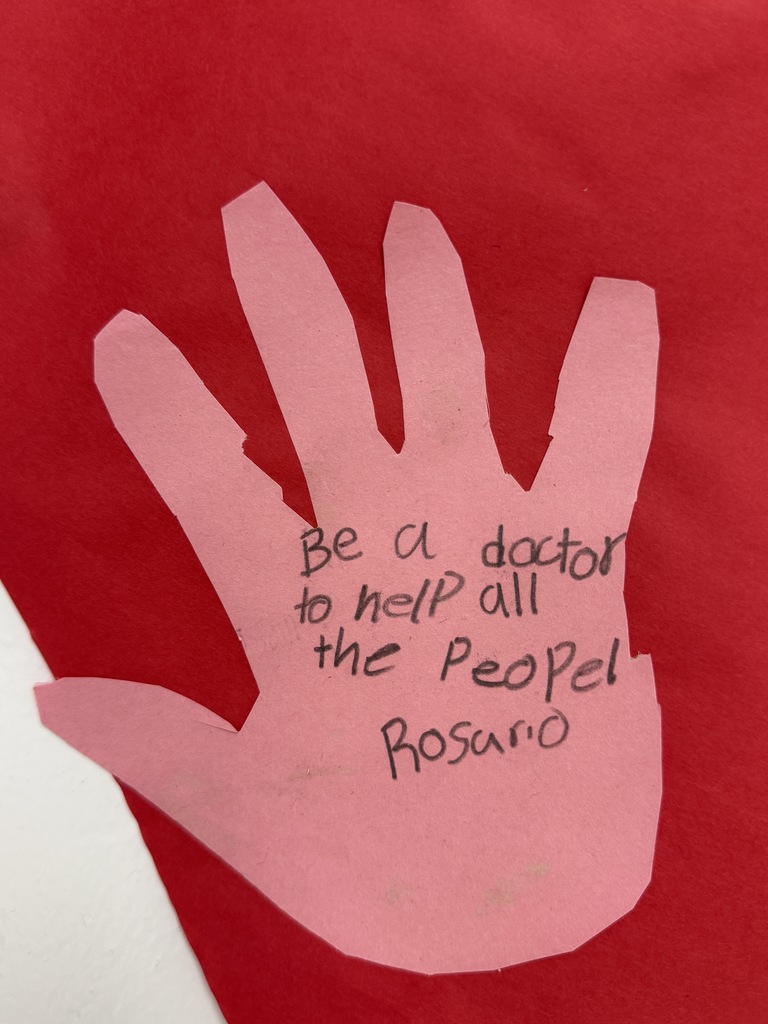 Be a doctor
to help all
the Peopel
Rosario